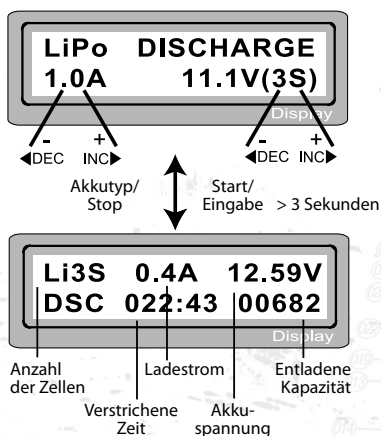 LiPo DISCHARGE
1.0A 11.1V(3S)
Display
- + - +
◀DEC INC▶ ◀DEC INC▶
Akkutyp/ Start/
Stop Eingabe > 3 Sekunden
Li3S 0.4A 12.59V
DSC 022:43 00682
Display
Anzahl Ladestrom Entladene
der Zellen Kapazität
Verstrichene Akku-
Zeit spannung